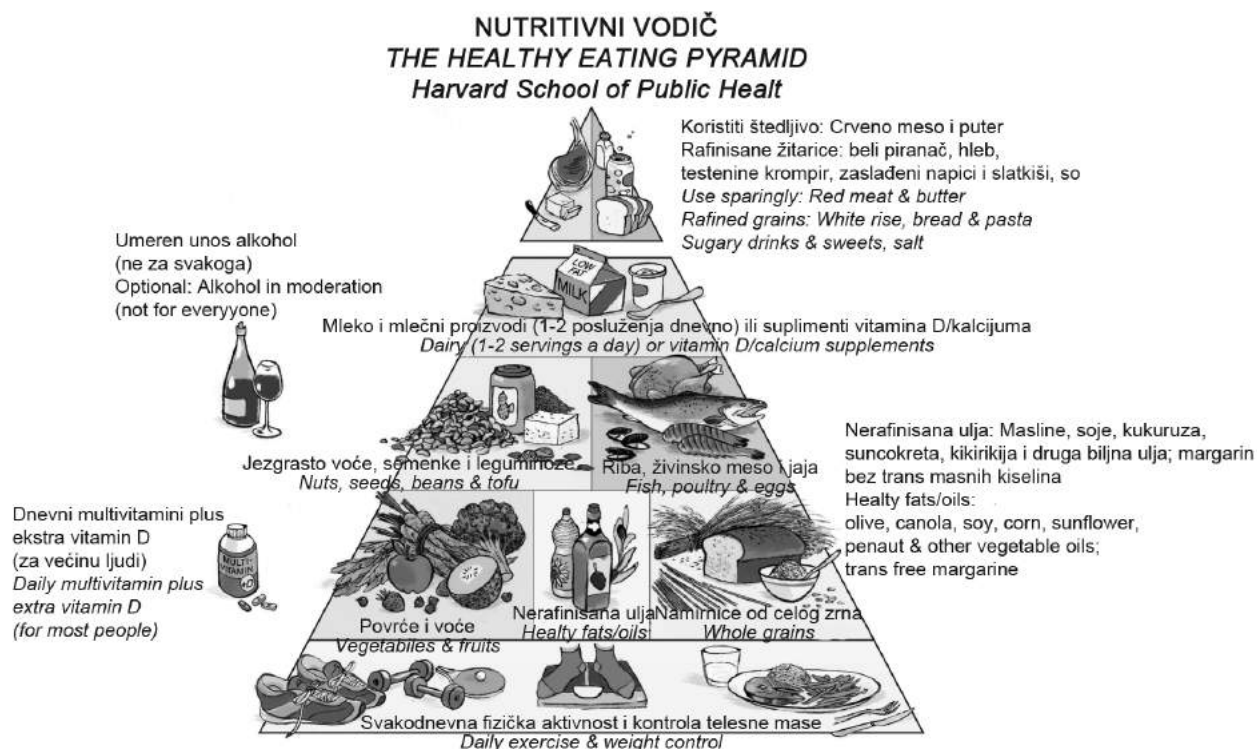 NUTRITIVNI VODIČ
THE HEALTHY EATING PYRAMID
Harvard School of Public Healt
Koristiti štedljivo: Crveno meso i puter
Rafinisane žitarice: beli piranač, hleb,
testenine krompir, zaslađeni napici i slatkiši, so
Use sparingly: Red meat & butter
Rafined grains: White rise, bread & pasta
Sugary drinks & sweets, salt
Umeren unos alkohol
(ne za svakoga)
Optional: Alcohol in moderation
(not for everyyone)
LOW
FAT
MILK
Mleko i mlečni proizvodi (1-2 posluženja dnevno) ili suplimenti vitamina D/kalcijuma
Dairy (1-2 servings a day) or vitamin D/calcium supplements
Jezgrasto voće, semenke i leguminoze
Nuts, seeds, beans & tofu
Riba, živinsko meso i jaja
Fish, poultry & eggs
Nerafinisana ulja: Masline, soje, kukuruza,
suncokreta, kikirikija i druga biljna ulja; margarin
bez trans masnih kiselina
Healty fats/oils:
olive, canola, soy, corn, sunflower,
penaut & other vegetable oils;
trans free margarine
Dnevni multivitamini plus
ekstra vitamin D
(za većinu ljudi)
Daily multivitamin plus
extra vitamin D
(for most people)
MULTI-
VITAMIN
+D
Povrće i voće
Vegetabiles & fruits
Nerafinisana ulja
Healty fats/oils
Namirnice od celog zrna
Whole grains
Svakodnevna fizička aktivnost i kontrola telesne mase
Daily exercise & weight control